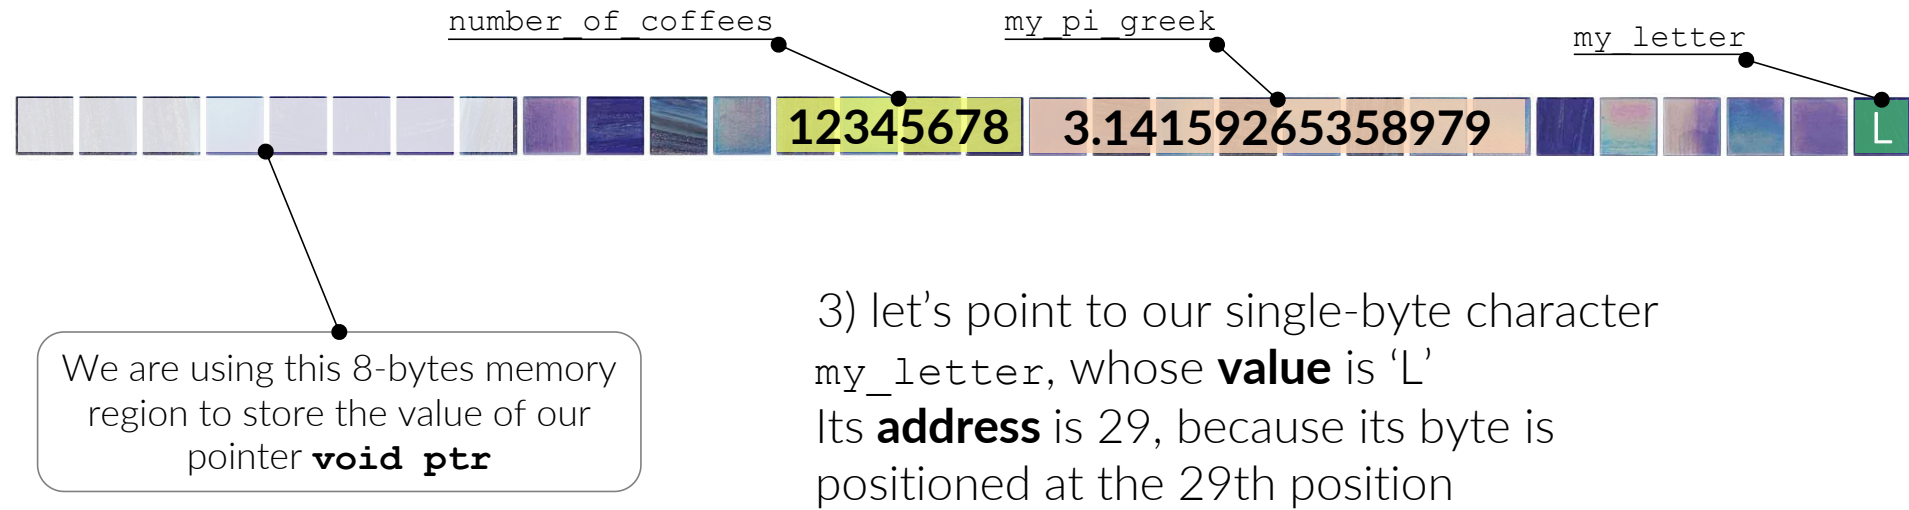 number_of_coffees
my_pi_greek
my_letter
12345678
3.14159265358979
L
We are using this 8-bytes memory
region to store the value of our
pointer void ptr
3) let’s point to our single-byte character
my_letter, whose value is ‘L’
Its address is 29, because its byte is
positioned at the 29th position